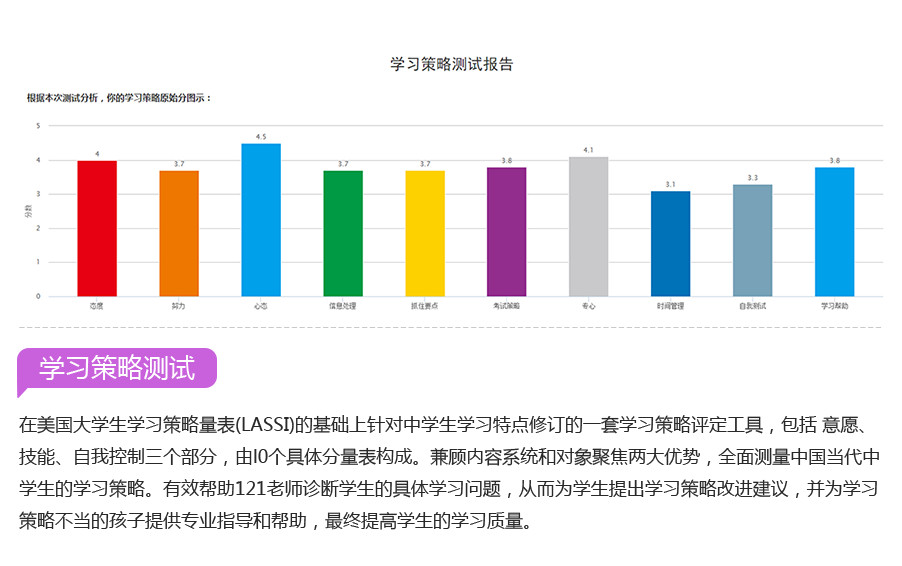 学习策略测试报告
根据本次测试分析，你的学习策略原始分图示：
5
4
3
2
1
0
分数
4
3.7
4.5
3.7
3.7
3.8
4.1
3.1
3.3
3.8
态度
努力
心态
信息处理
抓住要点
考试策略
专心
时间管理
自我测试
学习帮助
学习策略测试
在美国大学生学习策略量表(LASSI)的基础上针对中学生学习特点修订的一套学习策略评定工具，包括 意愿、
技能、自我控制三个部分，由I0个具体分量表构成。兼顾内容系统和对象聚焦两大优势，全面测量中国当代中
学生的学习策略。有效帮助121老师诊断学生的具体学习问题，从而为学生提出学习策略改进建议，并为学习
策略不当的孩子提供专业指导和帮助，最终提高学生的学习质量。